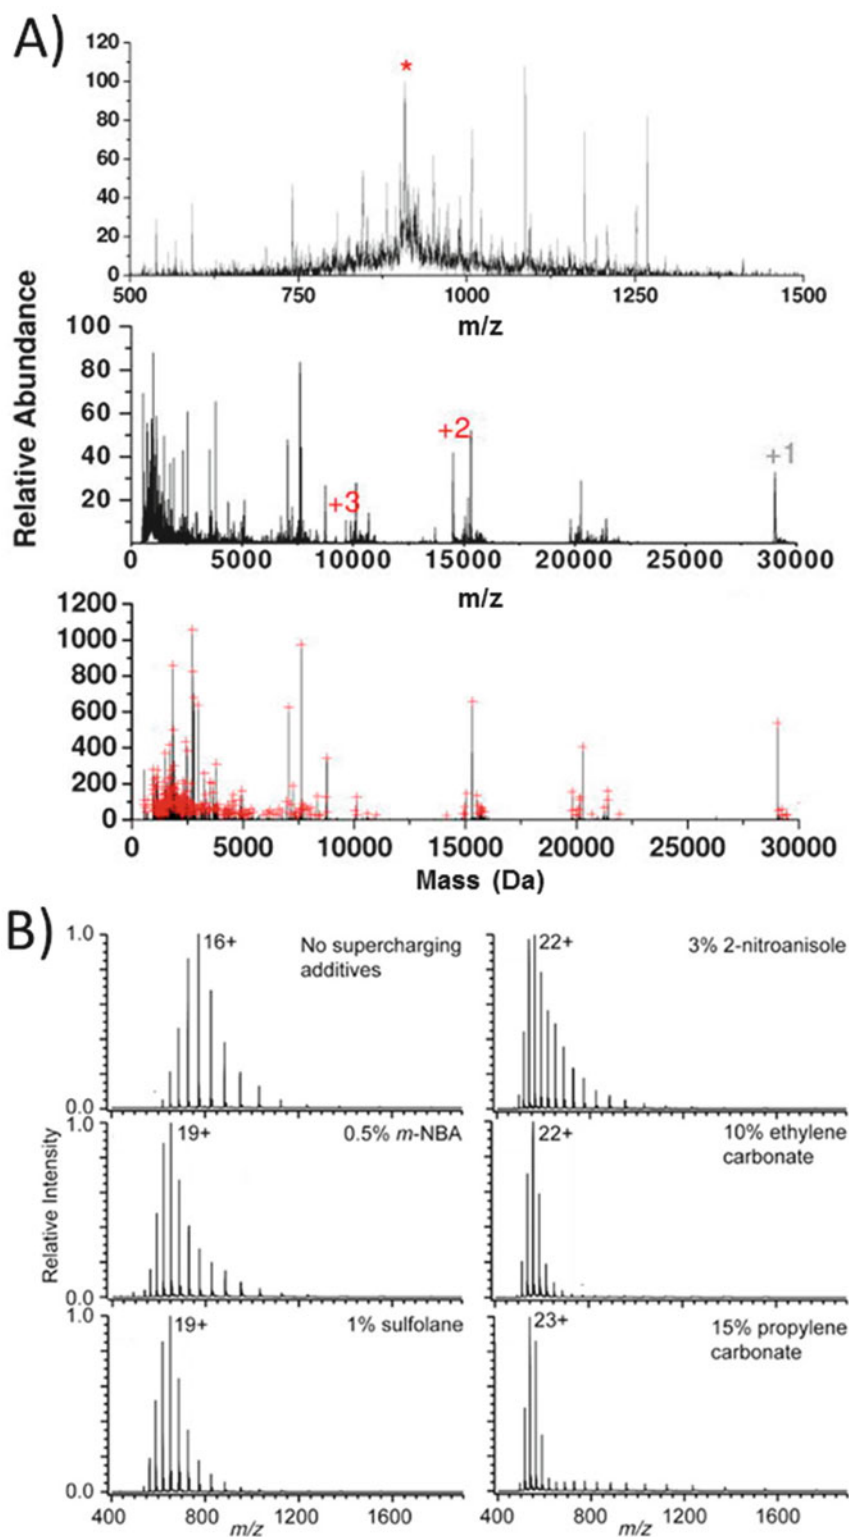 A)
120
100
80
60
40
20
0
*
500 750 1000 1250 1500
m/z
Relative Abundance
100
80
60
40
20
+3
+2
+1
0 5000 10000 15000 20000 25000 30000
m/z
1200
1000
800
600
400
200
0
0 5000 10000 15000 20000 25000 30000
Mass (Da)
B)
1.0
16+
No supercharging
additives
0.0
22+
3% 2-nitroanisole
Relative Intensity
1.0
19+
0.5% m-NBA
0.0
22+
10% ethylene
carbonate
19+
1% sulfolane
0.0
400 800 1200 1600
m/z
23+
15% propylene
carbonate
400 800 1200 1600
m/z